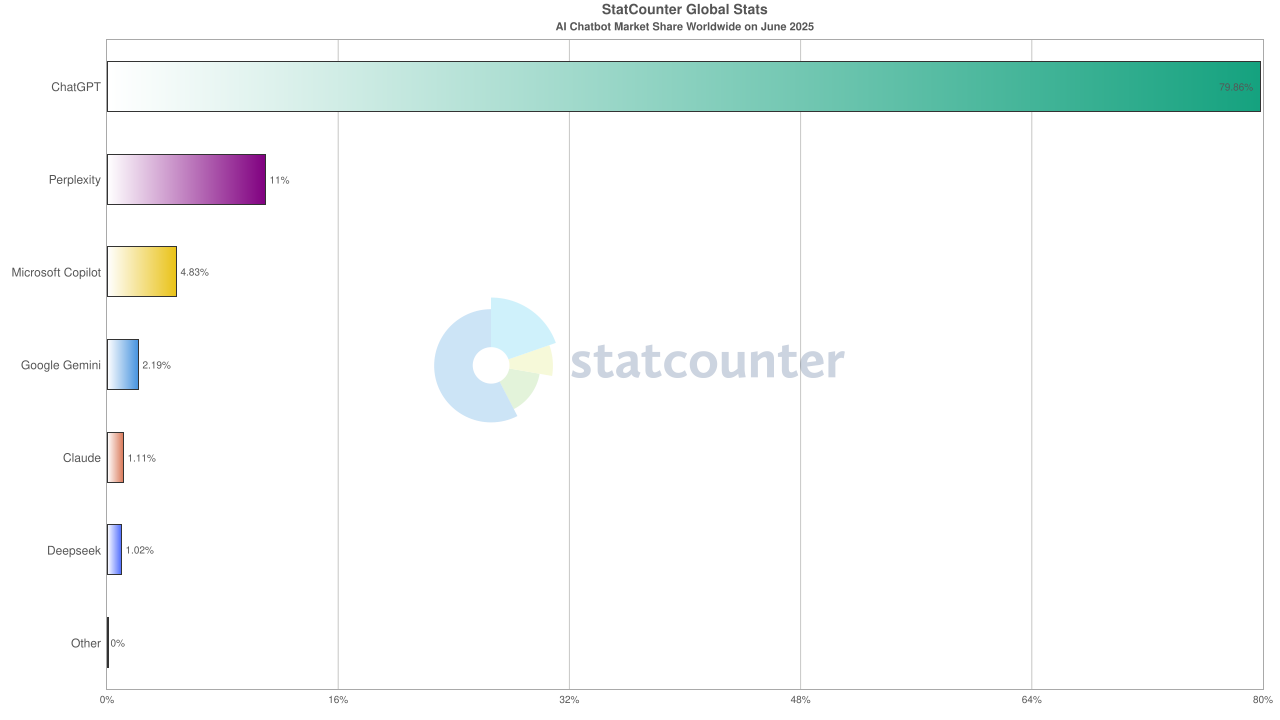 StatCounter Global Stats
AI Chatbot Market Share Worldwide on June 2025
ChatGPT 79.86%
Perplexity 11%
Microsoft Copilot 4.83%
Google Gemini 2.19%
statcounter
Claude 1.11%
Deepseek 1.02%
Other 0%
0% 16% 32% 48% 64% 80%